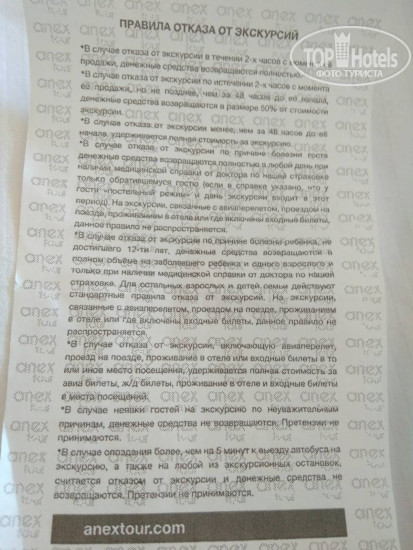 ПРАВИЛА ОТКАЗА ОТ ЭКСКУРСИЙ
TopHotels
ФОТО-ТУРИСТА
*В случае отказа от экскурсии в течении 2-х часов с момента
продажи, денежные средства возвращаются полностью.
*В случае отказа от экскурсии по истечении 2-х часов с момента
её продажи, но не позднее, чем за 48 часов до её начала,
денежные средства возвращаются в размере 50% от стоимости
экскурсии.
*В случае отказа от экскурсии менее, чем за 48 часов до её
начала, удерживается полная стоимость за экскурсию.
*В случае отказа от экскурсии по причине болезни гостя
денежные средства возвращаются полностью в любой день при
наличии медицинской справки от доктора по нашей страховке
только обратившемуся гостю (если в справке указано, что у
гостя «постельный режим» и день экскурсии входит в этот
период). На экскурсии, связанные с авиаперелетом, проездом на
поезде, проживанием в отеле или где включены входные билеты,
данное правило не распространяется.
*В случае отказа от экскурсии по причине болезни ребёнка, не
достигшего 12-ти лет, денежные средства возвращаются в
полном объёме на заболевшего ребёнка и одного взрослого и
только при наличии медицинской справки от доктора по нашей
страховке. Для остальных взрослых и детей семьи действуют
стандартные правила отказа от экскурсий. На экскурсии,
связанные с авиаперелетом, проездом на поезде, проживанием
в отеле или где включены входные билеты, данное правило не
распространяется.
*В случае отказа от экскурсии, включающую авиаперелет,
проезд на поезде, проживание в отеле или входные билеты в то
или иное место посещения, удерживается полная стоимость за
авиа билеты, ж/д билеты, проживание в отеле и входные билеты
в места посещений.
*В случае неявки гостей на экскурсию по неуважительным
причинам, денежные средства не возвращаются. Претензии не
принимаются.
*В случае опоздания более, чем на 5 минут к выезду автобуса на
экскурсию, а также на любой из экскурсионных остановок,
считается отказом от экскурсии и денежные средства не
возвращаются. Претензии не принимаются.
anextour.com